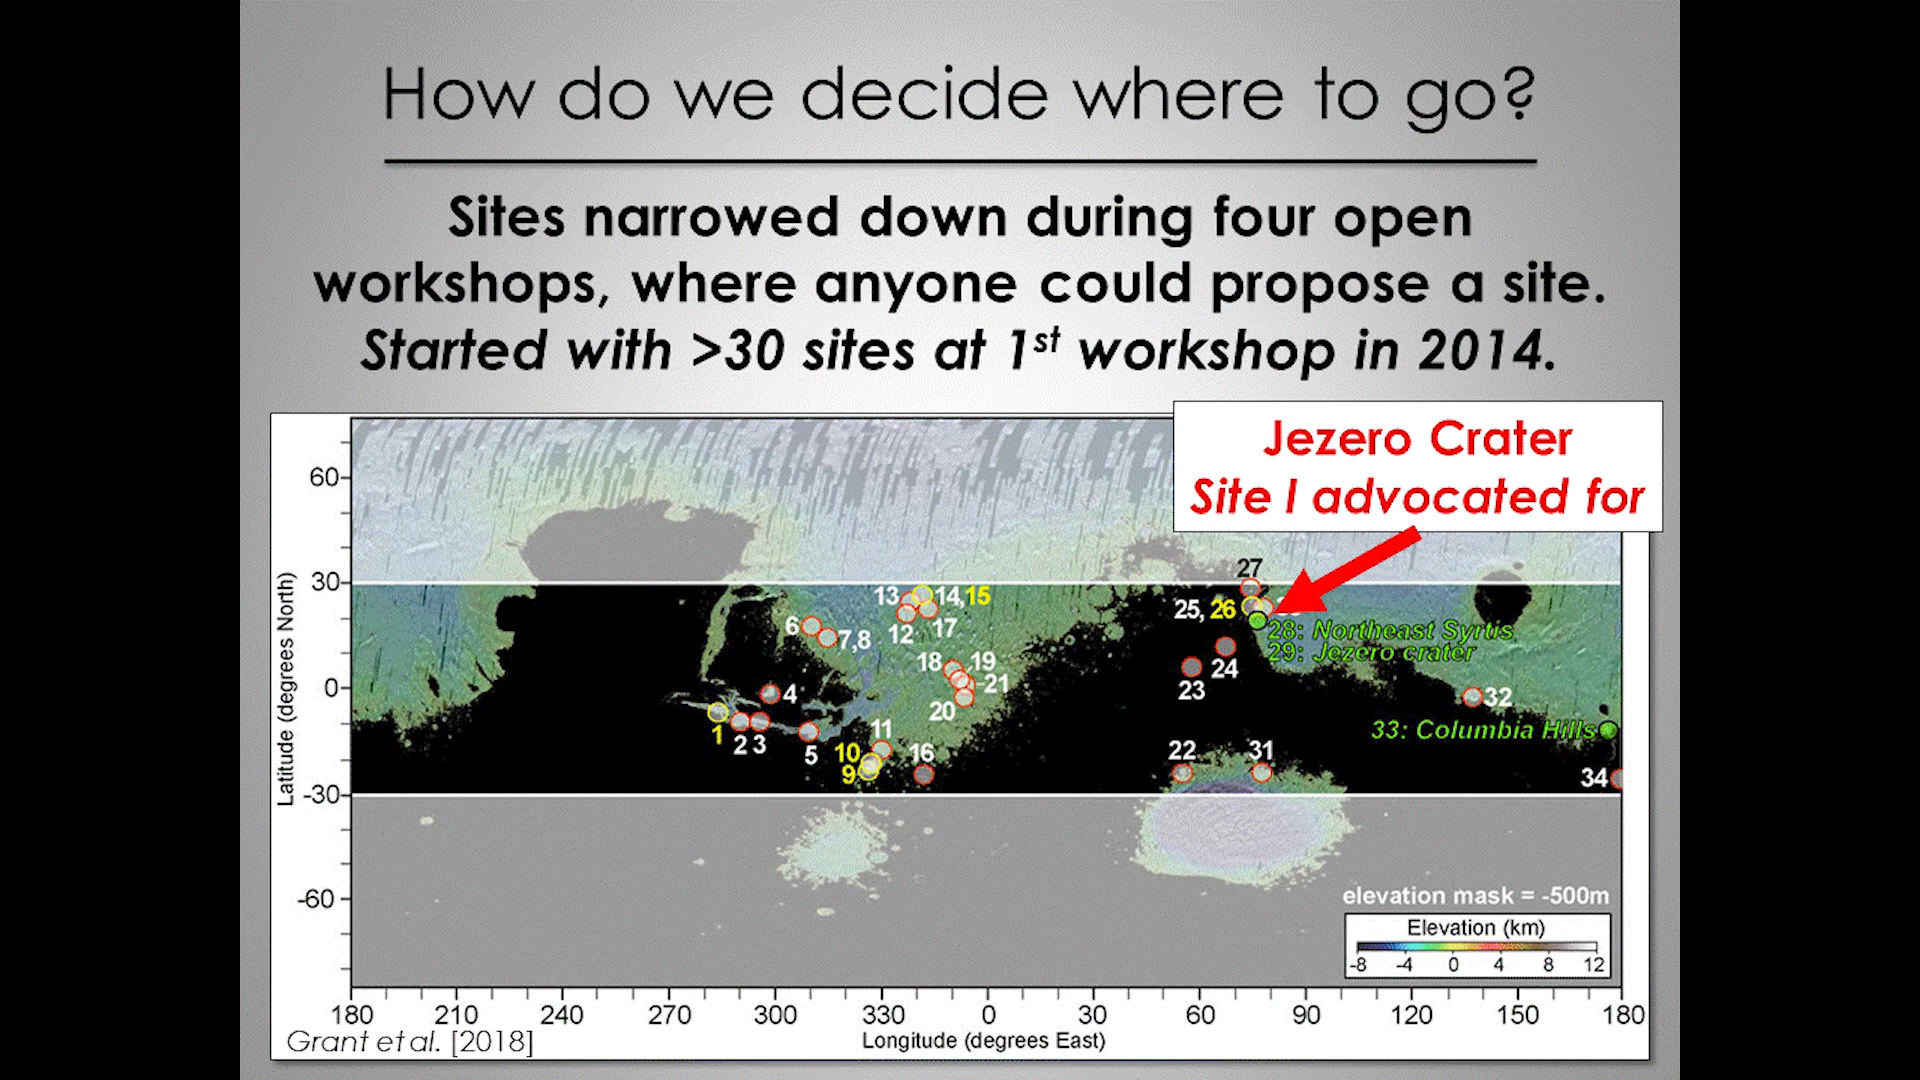 How do we decide where to go?
Sites narrowed down during four open
workshops, where anyone could propose a site.
Started with >30 sites at 1st workshop in 2014.
Jezero Crater
Site I advocated for
Latitude (degrees North)
60
30
0
-30
-60
27
13
14,15
25, 26
6
7,8
12
17
28: Northeast Syrtis
29: Jezero crater
18
19
24
21
23
4
20
32
1
2
3
5
11
33: Columbia Hills
10
16
22
31
9
34
elevation mask = -500m
Elevation (km)
-8 -4 0 4 8 12
180 210 240 270 300 330 0 30 60 90 120 150 180
Longitude (degrees East)
Grant et al. [2018]